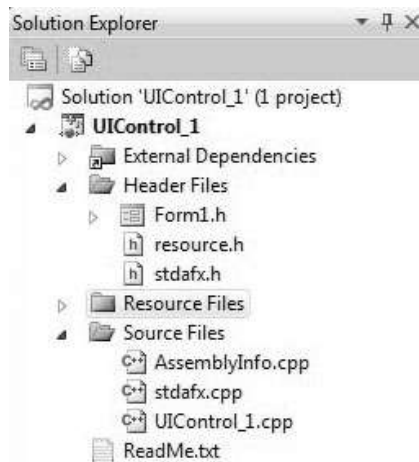 Solution Explorer
Solution 'UIControl_1' (1 project)
UIControl_1
External Dependencies
Header Files
Form1.h
resource.h
stdafx.h
Resource Files
Source Files
AssemblyInfo.cpp
stdafx.cpp
UIControl_1.cpp
ReadMe.txt